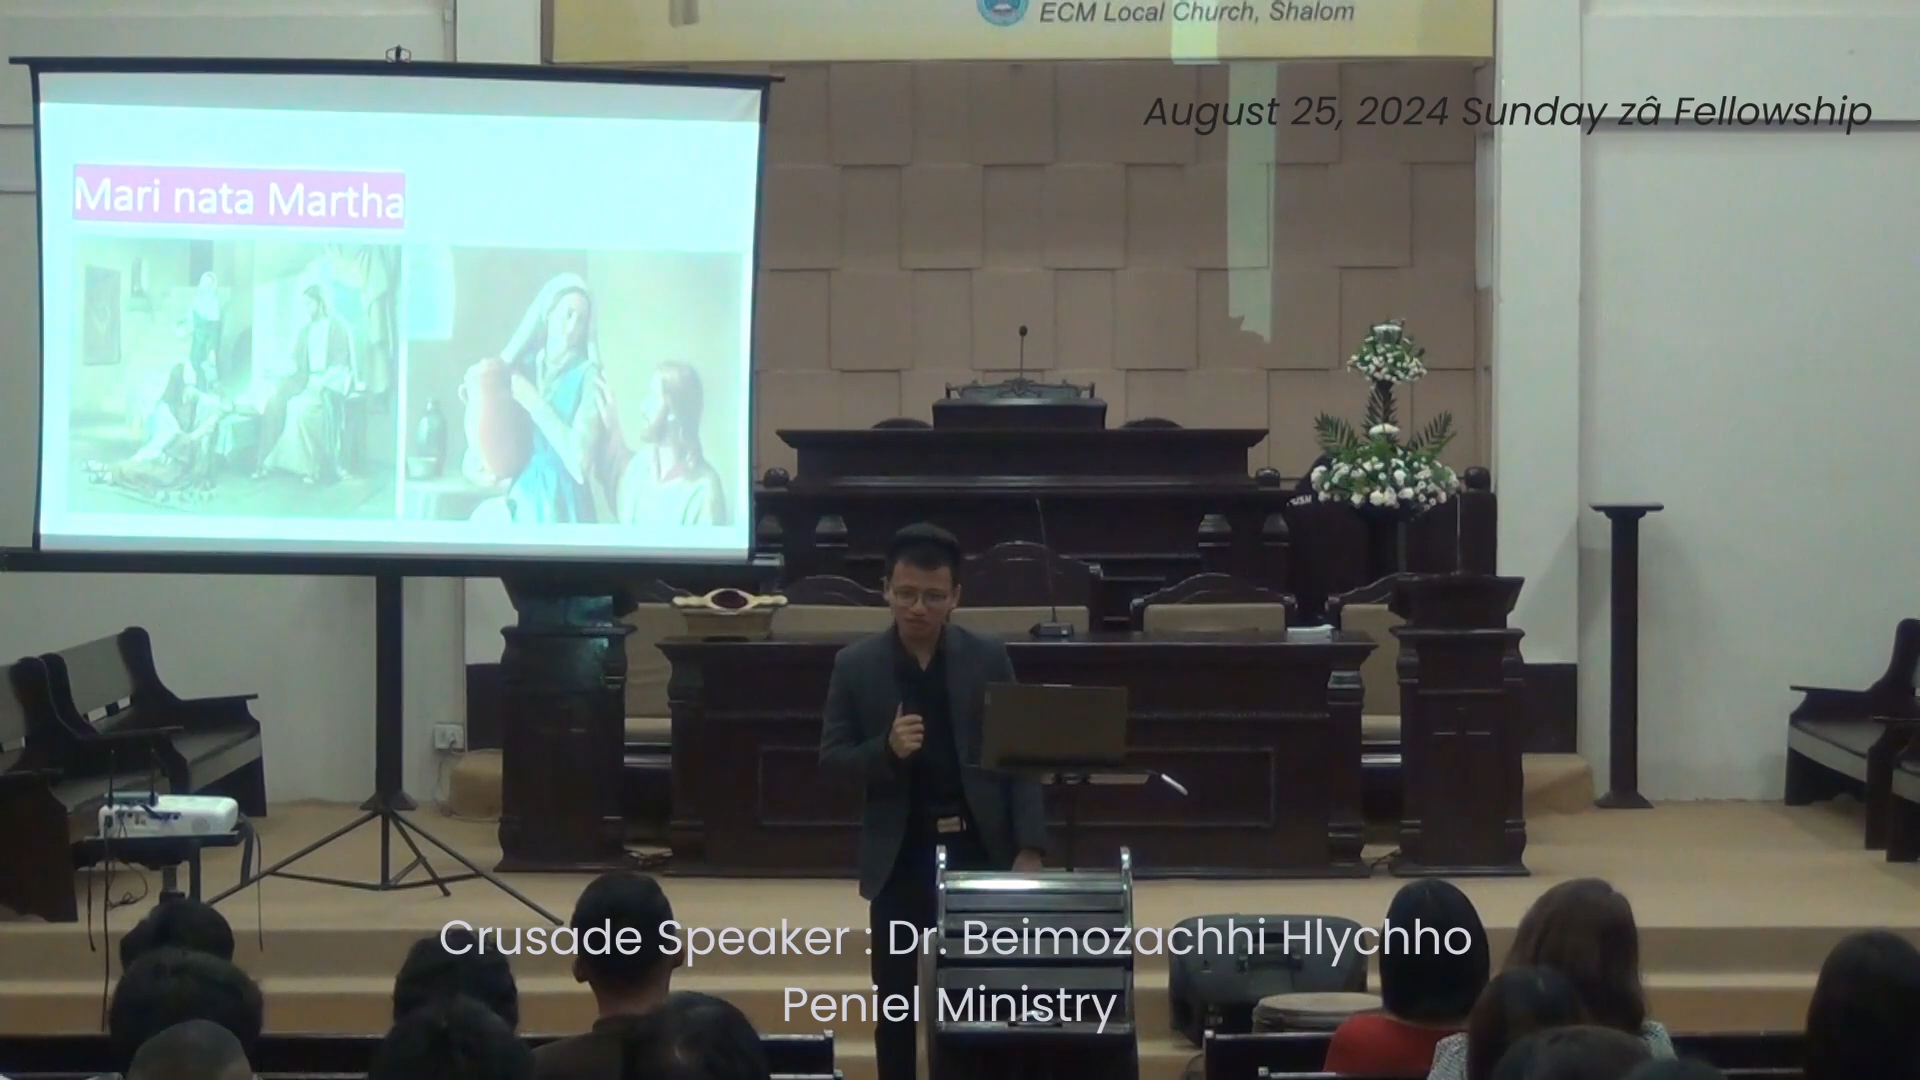 ECM Local Church, Shalom
August 25, 2024 Sunday zâ Fellowship
Mari nata Martha
Crusade Speaker : Dr. Beimozachhi Hlychho
Peniel Ministry